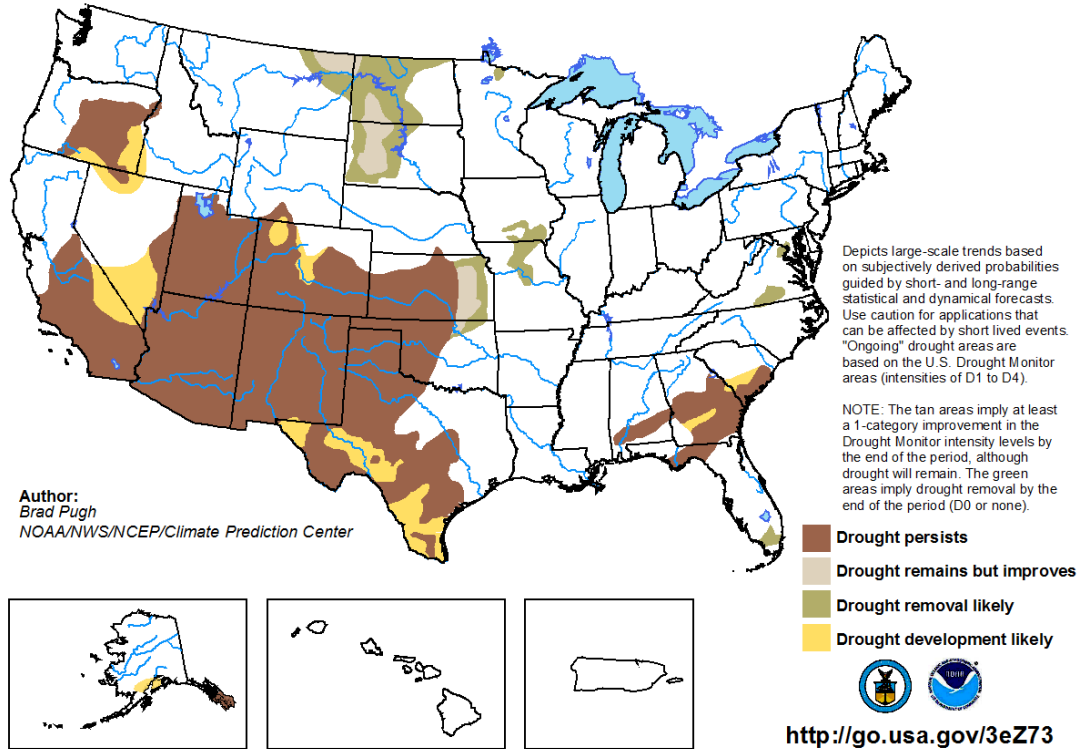 Depicts large-scale trends based
on subjectively derived probabilities
guided by short- and long-range
statistical and dynamical forecasts.
Use caution for applications that
can be affected by short lived events.
"Ongoing" drought areas are
based on the U.S. Drought Monitor
areas (intensities of D1 to D4).
NOTE: The tan areas imply at least
a 1-category improvement in the
Drought Monitor intensity levels by
the end of the period, although
drought will remain. The green
areas imply drought removal by the
end of the period (D0 or none).
Author:
Brad Pugh
NOAA/NWS/NCEP/Climate Prediction Center
Drought persists
Drought remains but improves
Drought removal likely
Drought development likely
http://go.usa.gov/3eZ73